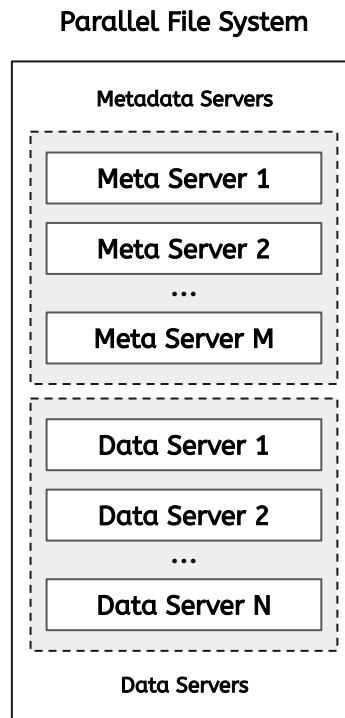 Parallel File System
Metadata Servers
Meta Server 1
Meta Server 2
...
Meta Server M
Data Server 1
Data Server 2
...
Data Server N
Data Servers